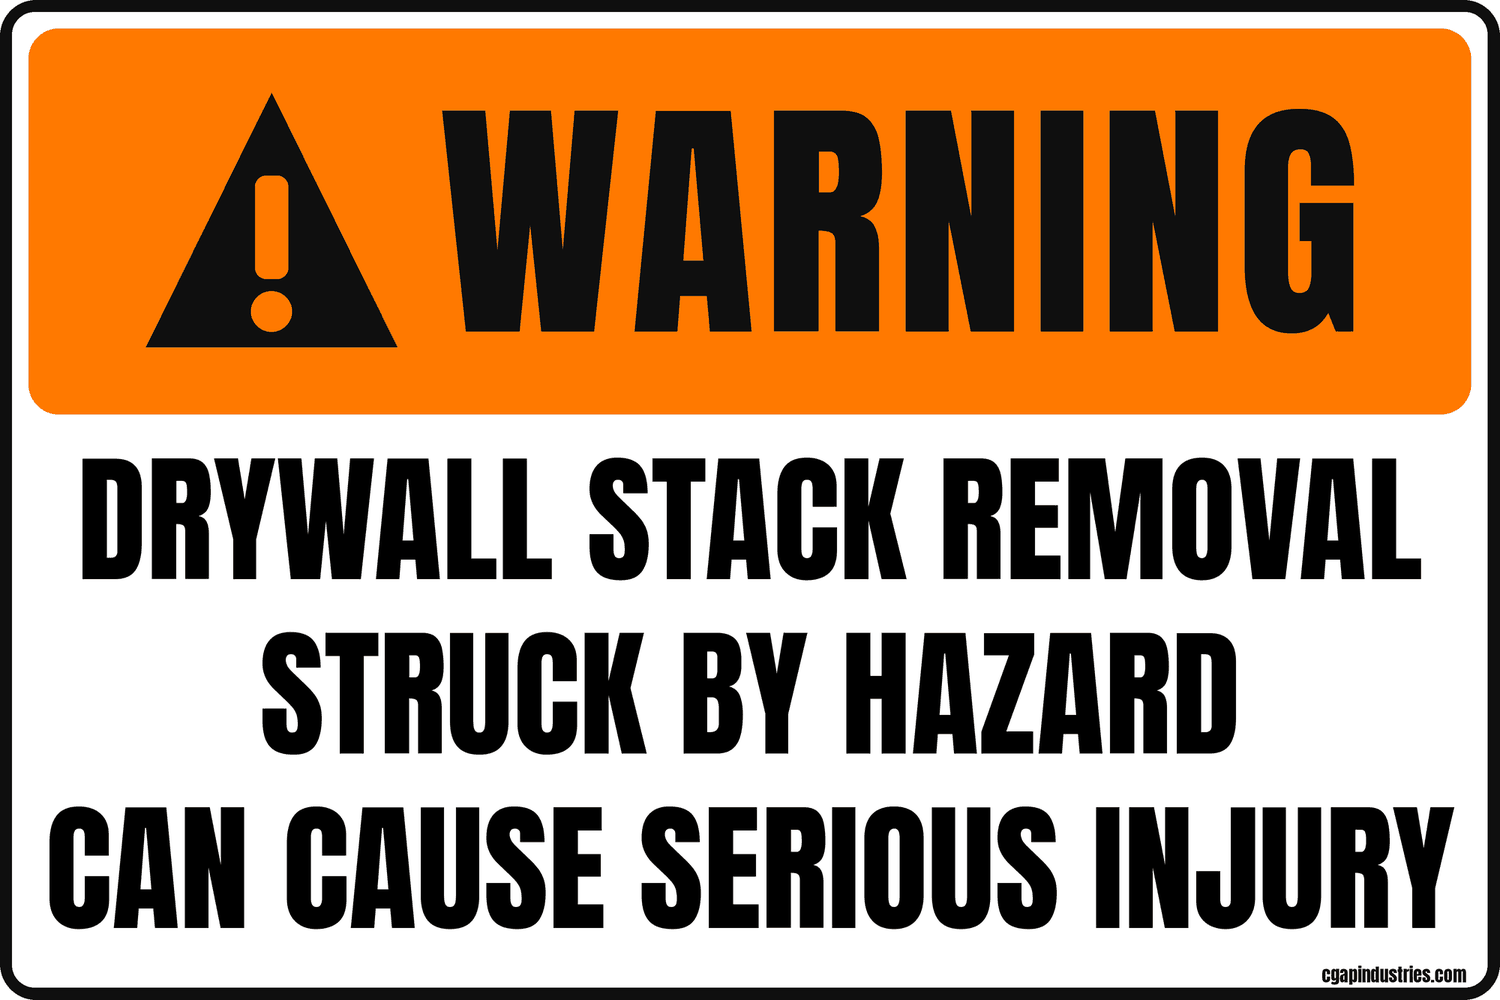 WARNING
DRYWALL STACK REMOVAL
STRUCK BY HAZARD
CAN CAUSE SERIOUS INJURY
cgapindustries.com